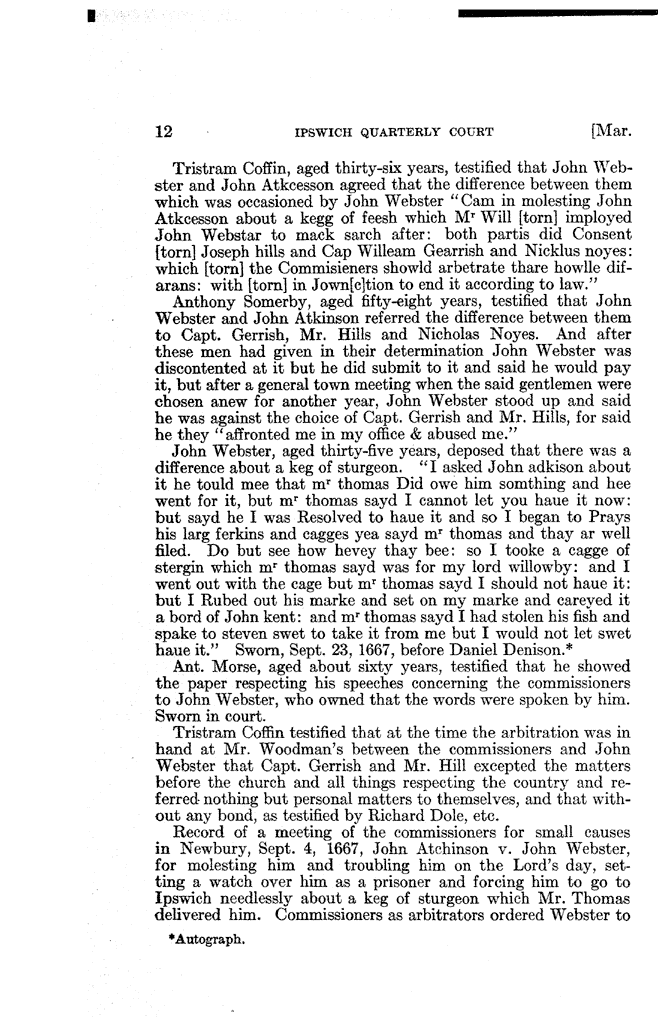 12 IPSWICH QUARTERLY COURT [Mar.
Tristram Coffin, aged thirty-six years, testified that John Web-
ster and John Atkcesson agreed that the difference between them
which was occasioned by John Webster "Cam in molesting John
Atkcesson about a kegg of feesh which Mʳ Will [torn] imployed
John Webstar to mack sarch after: both partis did Consent
[torn] Joseph hills and Cap Willeam Gearrish and Nicklus noyes:
which [torn] the Commisieners showld arbetrate thare howlle dif-
arans: with [torn] in Jown[c]tion to end it according to law."
Anthony Somerby, aged fifty-eight years, testified that John
Webster and John Atkinson referred the difference between them
to Capt. Gerrish, Mr. Hills and Nicholas Noyes. And after
these men had given in their determination John Webster was
discontented at it but he did submit to it and said he would pay
it, but after a general town meeting when the said gentlemen were
chosen anew for another year, John Webster stood up and said
he was against the choice of Capt. Gerrish and Mr. Hills, for said
he they "affronted me in my office & abused me."
John Webster, aged thirty-five years, deposed that there was a
difference about a keg of sturgeon. "I asked John adkison about
it he tould mee that mʳ thomas Did owe him somthing and hee
went for it, but mʳ thomas sayd I cannot let you haue it now:
but sayd he I was Resolved to haue it and so I began to Prays
his larg ferkins and cagges yea sayd mʳ thomas and thay ar well
filed. Do but see how hevey thay bee: so I tooke a cagge of
stergin which mʳ thomas sayd was for my lord willowby: and I
went out with the cage but mʳ thomas sayd I should not haue it:
but I Rubed out his marke and set on my marke and careyed it
a bord of John kent: and mʳ thomas sayd I had stolen his fish and
spake to steven swet to take it from me but I would not let swet
haue it." Sworn, Sept. 23, 1667, before Daniel Denison.*
Ant. Morse, aged about sixty years, testified that he showed
the paper respecting his speeches concerning the commissioners
to John Webster, who owned that the words were spoken by him.
Sworn in court.
Tristram Coffin testified that at the time the arbitration was in
hand at Mr. Woodman's between the commissioners and John
Webster that Capt. Gerrish and Mr. Hill excepted the matters
before the church and all things respecting the country and re-
ferred nothing but personal matters to themselves, and that with-
out any bond, as testified by Richard Dole, etc.
Record of a meeting of the commissioners for small causes
in Newbury, Sept. 4, 1667, John Atchinson v. John Webster,
for molesting him and troubling him on the Lord's day, set-
ting a watch over him as a prisoner and forcing him to go to
Ipswich needlessly about a keg of sturgeon which Mr. Thomas
delivered him. Commissioners as arbitrators ordered Webster to
*Autograph.